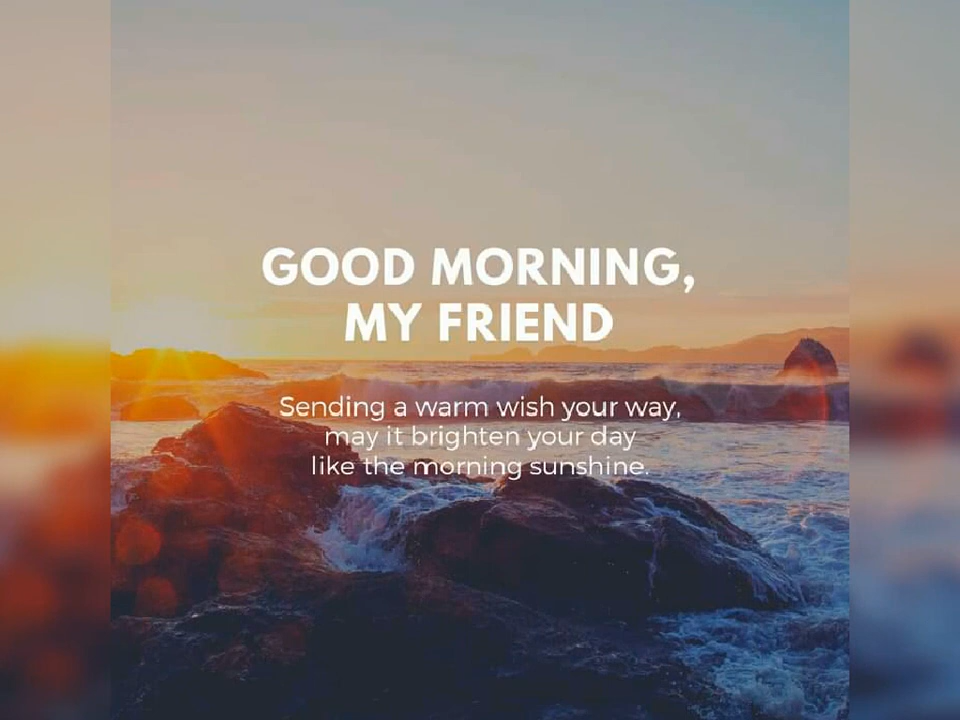 GOOD MORNING,
MY FRIEND
Sending a warm wish your way,
may it brighten your day
like the morning sunshine.